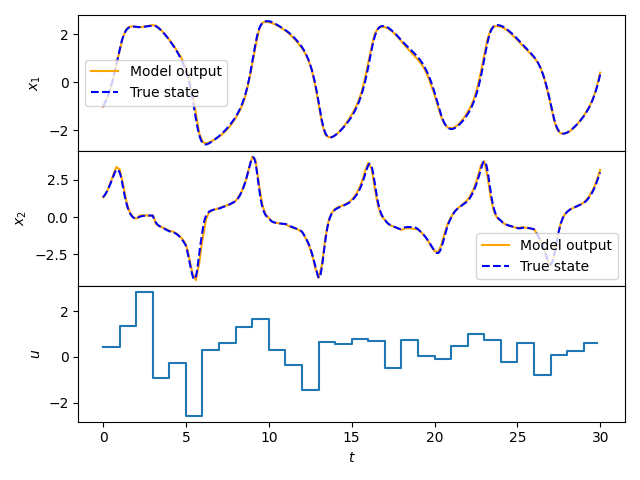 2
0
−2
x₁
Model output
True state
2.5
0.0
−2.5
x₂
Model output
True state
2
0
−2
u
0 5 10 15 20 25 30
t